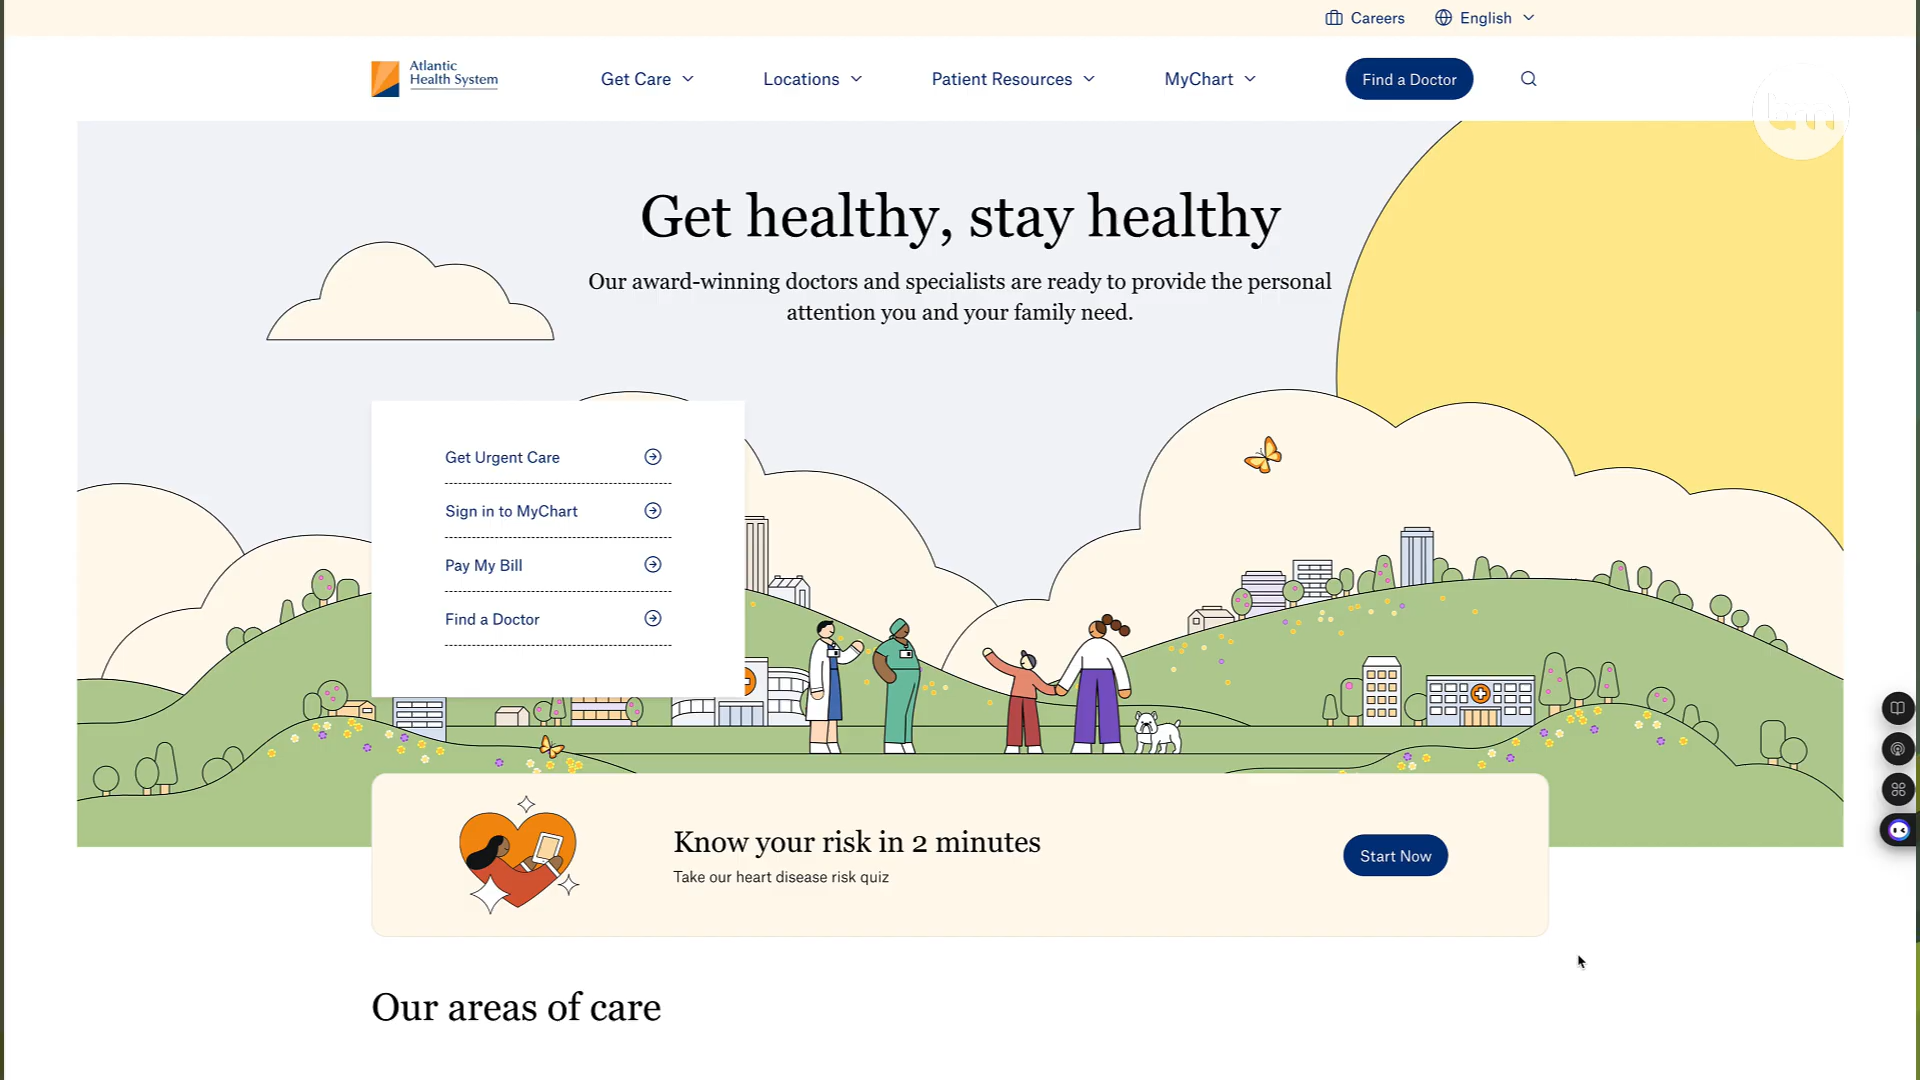 Careers
English
Atlantic
Health System
Get Care
Locations
Patient Resources
MyChart
Find a Doctor
bm
Get healthy, stay healthy
Our award-winning doctors and specialists are ready to provide the personal
attention you and your family need.
Get Urgent Care
Sign in to MyChart
Pay My Bill
Find a Doctor
Know your risk in 2 minutes
Take our heart disease risk quiz
Start Now
Our areas of care